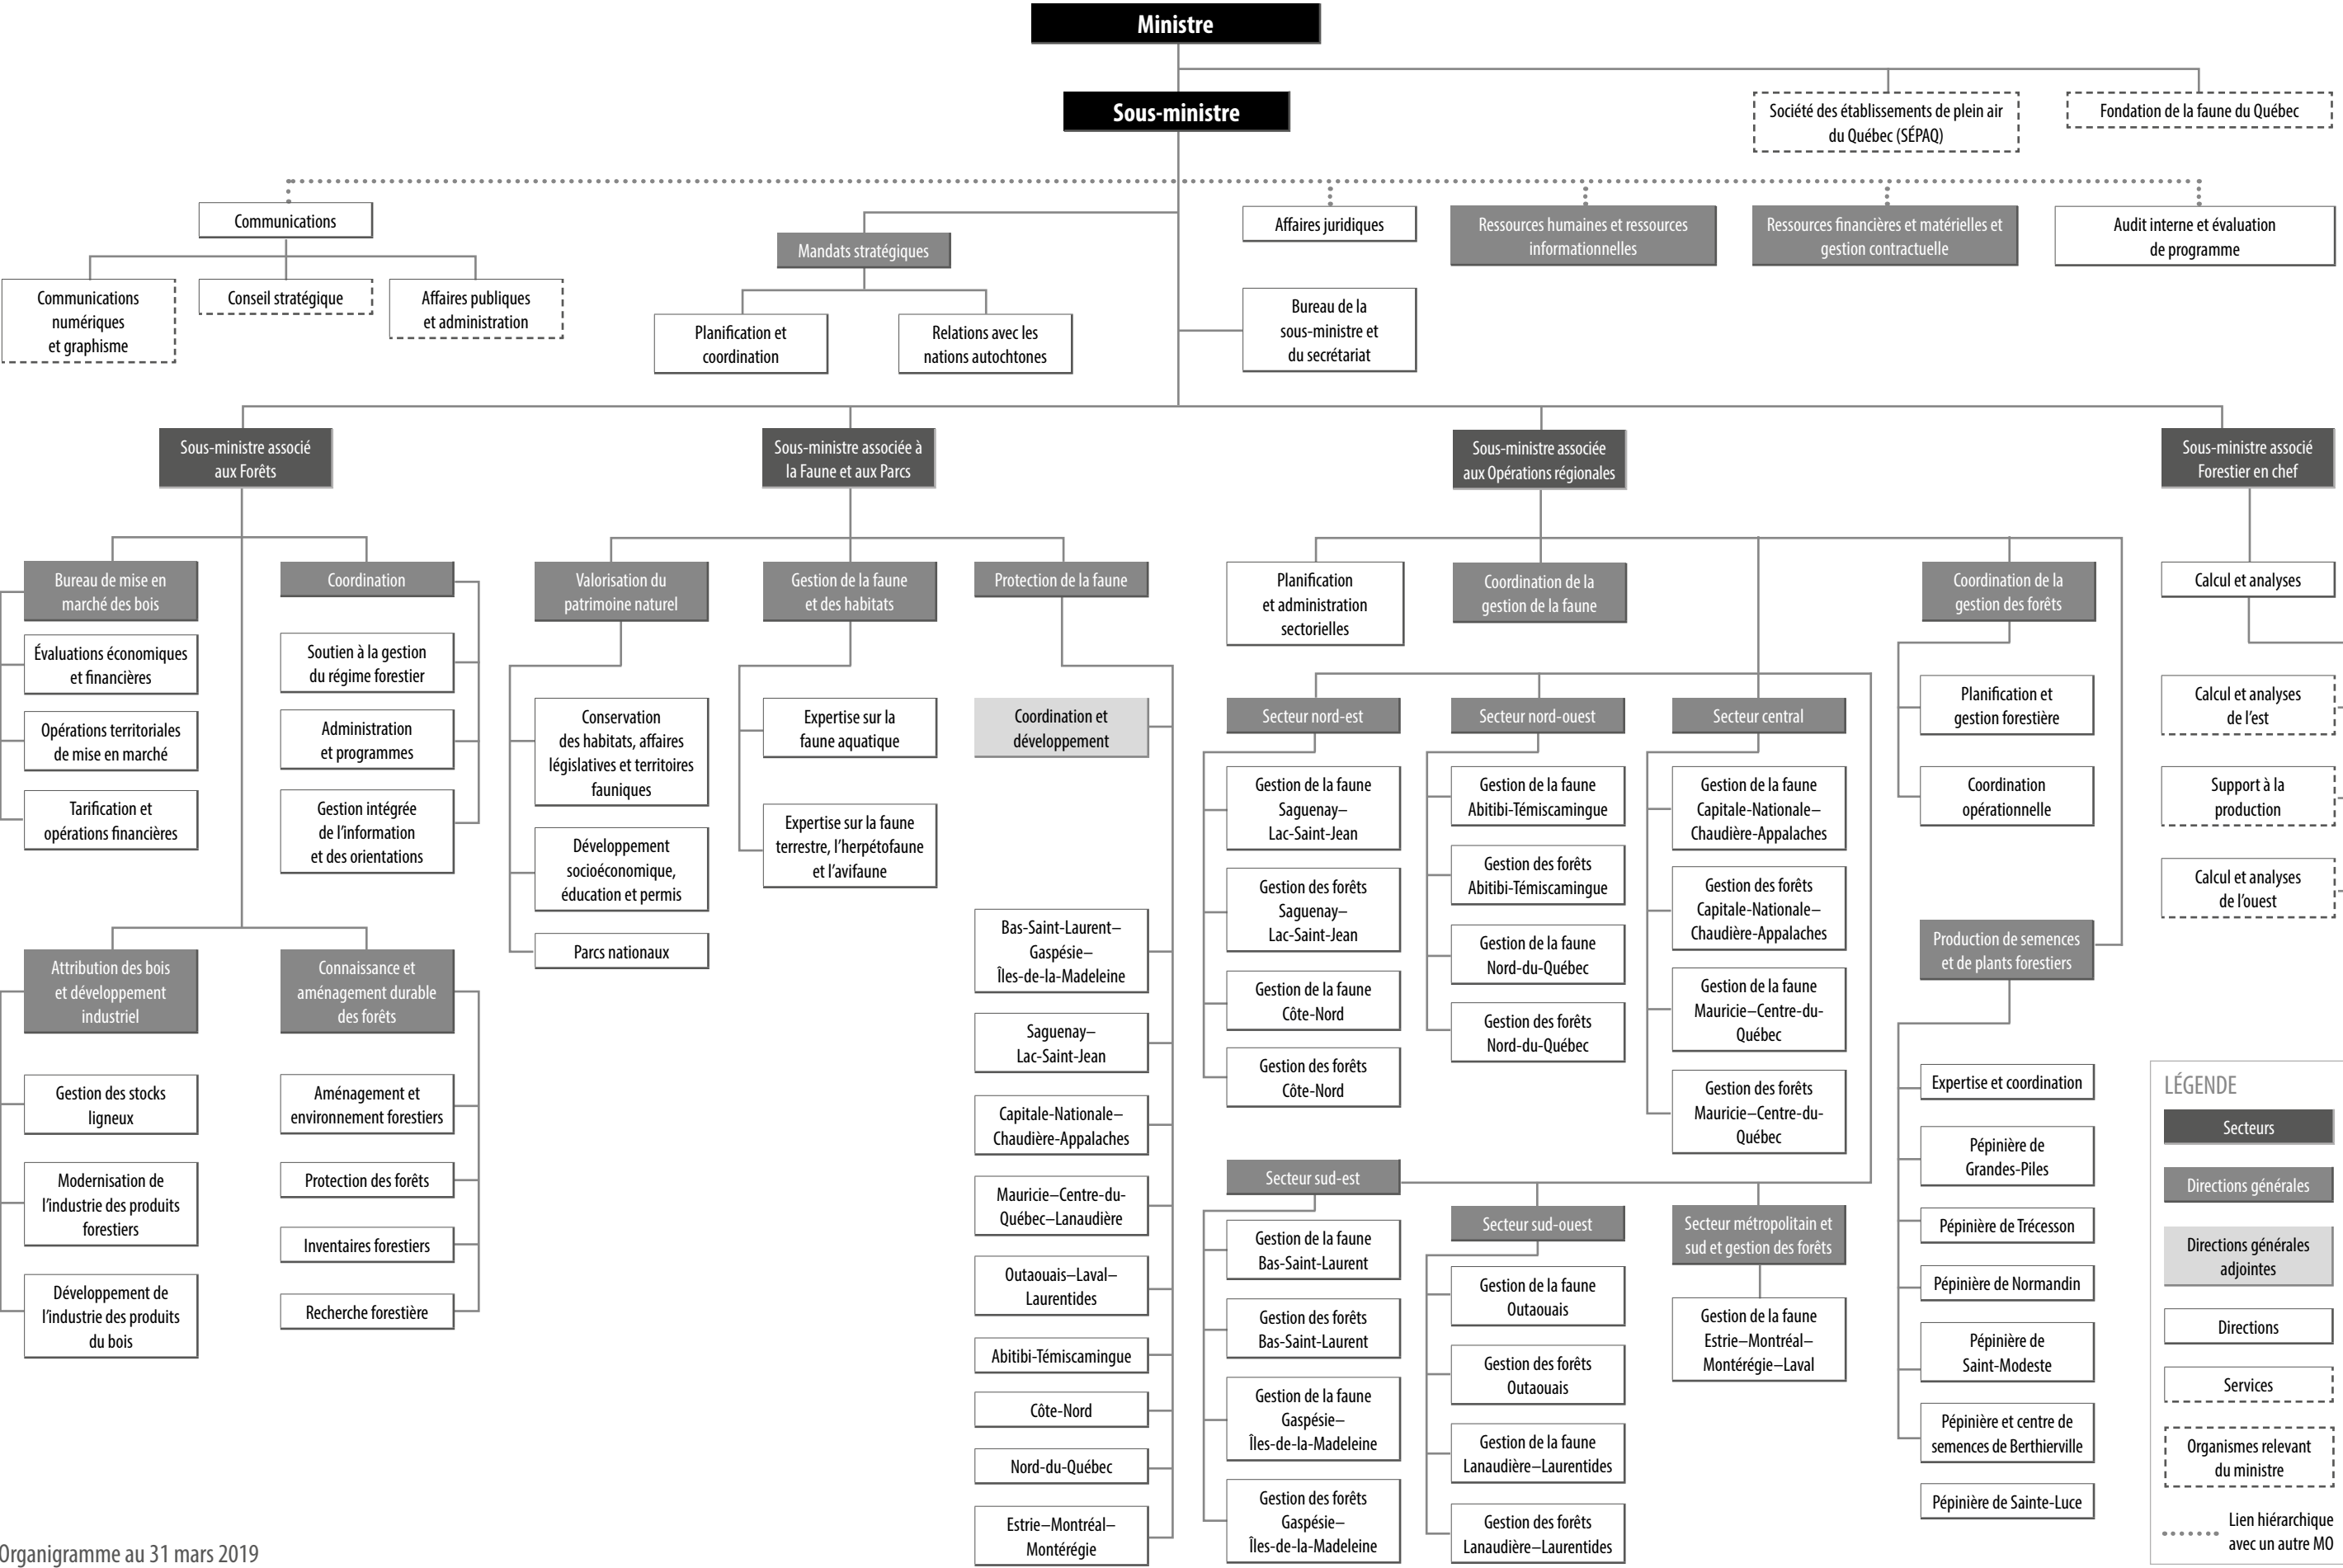 Ministre
Sous-ministre
Société des établissements de plein air
du Québec (SÉPAQ)
Fondation de la faune du Québec
Communications
Communications
numériques
et graphisme
Conseil stratégique
Affaires publiques
et administration
Mandats stratégiques
Planification et
coordination
Relations avec les
nations autochtones
Affaires juridiques
Ressources humaines et ressources
informationnelles
Ressources financières et matérielles et
gestion contractuelle
Audit interne et évaluation
de programme
Bureau de la
sous-ministre et
du secrétariat
Sous-ministre associé
aux Forêts
Sous-ministre associée à
la Faune et aux Parcs
Sous-ministre associée
aux Opérations régionales
Sous-ministre associé
Forestier en chef
Bureau de mise en
marché des bois
Évaluations économiques
et financières
Opérations territoriales
de mise en marché
Tarification et
opérations financières
Coordination
Soutien à la gestion
du régime forestier
Administration
et programmes
Gestion intégrée
de l'information
et des orientations
Attribution des bois
et développement
industriel
Gestion des stocks
ligneux
Modernisation de
l'industrie des produits
forestiers
Développement de
l'industrie des produits
du bois
Connaissance et
aménagement durable
des forêts
Aménagement et
environnement forestiers
Protection des forêts
Inventaires forestiers
Recherche forestière
Valorisation du
patrimoine naturel
Conservation
des habitats, affaires
législatives et territoires
fauniques
Développement
socioéconomique,
éducation et permis
Parcs nationaux
Gestion de la faune
et des habitats
Expertise sur la
faune aquatique
Expertise sur la faune
terrestre, l'herpétofaune
et l'avifaune
Protection de la faune
Coordination et
développement
Bas-Saint-Laurent–
Gaspésie–
Îles-de-la-Madeleine
Saguenay–
Lac-Saint-Jean
Capitale-Nationale–
Chaudière-Appalaches
Mauricie–Centre-du-
Québec–Lanaudière
Outaouais–Laval–
Laurentides
Abitibi-Témiscamingue
Côte-Nord
Nord-du-Québec
Estrie–Montréal–
Montérégie
Planification
et administration
sectorielles
Coordination de la
gestion de la faune
Secteur nord-est
Gestion de la faune
Saguenay–
Lac-Saint-Jean
Gestion des forêts
Saguenay–
Lac-Saint-Jean
Gestion de la faune
Côte-Nord
Gestion des forêts
Côte-Nord
Secteur nord-ouest
Gestion de la faune
Abitibi-Témiscamingue
Gestion des forêts
Abitibi-Témiscamingue
Gestion de la faune
Nord-du-Québec
Gestion des forêts
Nord-du-Québec
Secteur central
Gestion de la faune
Capitale-Nationale–
Chaudière-Appalaches
Gestion des forêts
Capitale-Nationale–
Chaudière-Appalaches
Gestion de la faune
Mauricie–Centre-du-
Québec
Gestion des forêts
Mauricie–Centre-du-
Québec
Secteur sud-est
Gestion de la faune
Bas-Saint-Laurent
Gestion des forêts
Bas-Saint-Laurent
Gestion de la faune
Gaspésie–
Îles-de-la-Madeleine
Gestion des forêts
Gaspésie–
Îles-de-la-Madeleine
Secteur sud-ouest
Gestion de la faune
Outaouais
Gestion des forêts
Outaouais
Gestion de la faune
Lanaudière–Laurentides
Gestion des forêts
Lanaudière–Laurentides
Secteur métropolitain et
sud et gestion des forêts
Gestion de la faune
Estrie–Montréal–
Montérégie–Laval
Coordination de la
gestion des forêts
Planification et
gestion forestière
Coordination
opérationnelle
Production de semences
et de plants forestiers
Expertise et coordination
Pépinière de
Grandes-Piles
Pépinière de Trécesson
Pépinière de Normandin
Pépinière de
Saint-Modeste
Pépinière et centre de
semences de Berthierville
Pépinière de Sainte-Luce
Calcul et analyses
Calcul et analyses
de l'est
Support à la
production
Calcul et analyses
de l'ouest
LÉGENDE
Secteurs
Directions générales
Directions générales
adjointes
Directions
Services
Organismes relevant
du ministre
Lien hiérarchique
avec un autre MO
Organigramme au 31 mars 2019